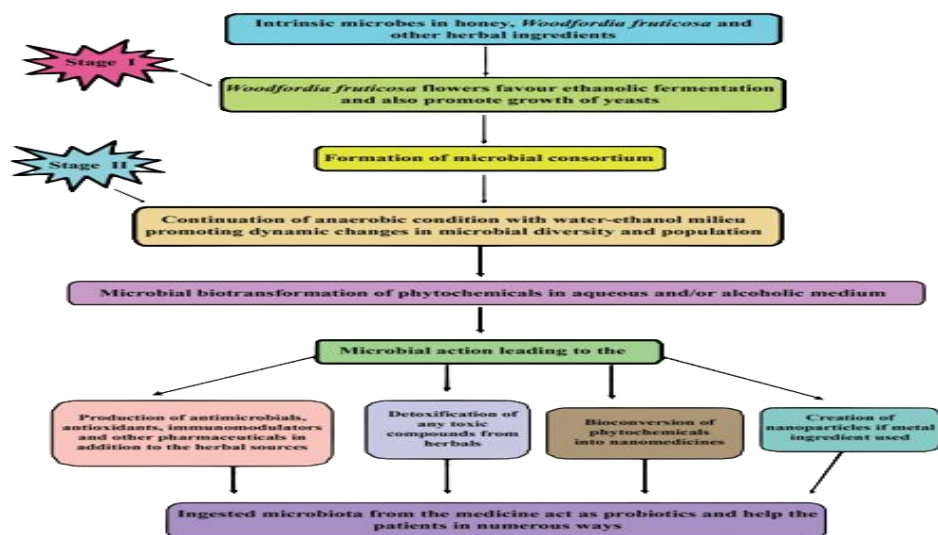 Intrinsic microbes in honey, Woodfordia fruticosa and
other herbal ingredients
Stage I
Woodfordia fruticosa flowers favour ethanolic fermentation
and also promote growth of yeasts
Formation of microbial consortium
Stage II
Continuation of anaerobic condition with water-ethanol milieu
promoting dynamic changes in microbial diversity and population
Microbial biotransformation of phytochemicals in aqueous and/or alcoholic medium
Microbial action leading to the
Production of antimicrobials,
antioxidants, immunomodulators
and other pharmaceuticals in
addition to the herbal sources
Detoxification of
any toxic
compounds from
herbals
Bioconversion of
phytochemicals
into nanomedicines
Creation of
nanoparticles if metal
ingredient used
Ingested microbiota from the medicine act as probiotics and help the
patients in numerous ways